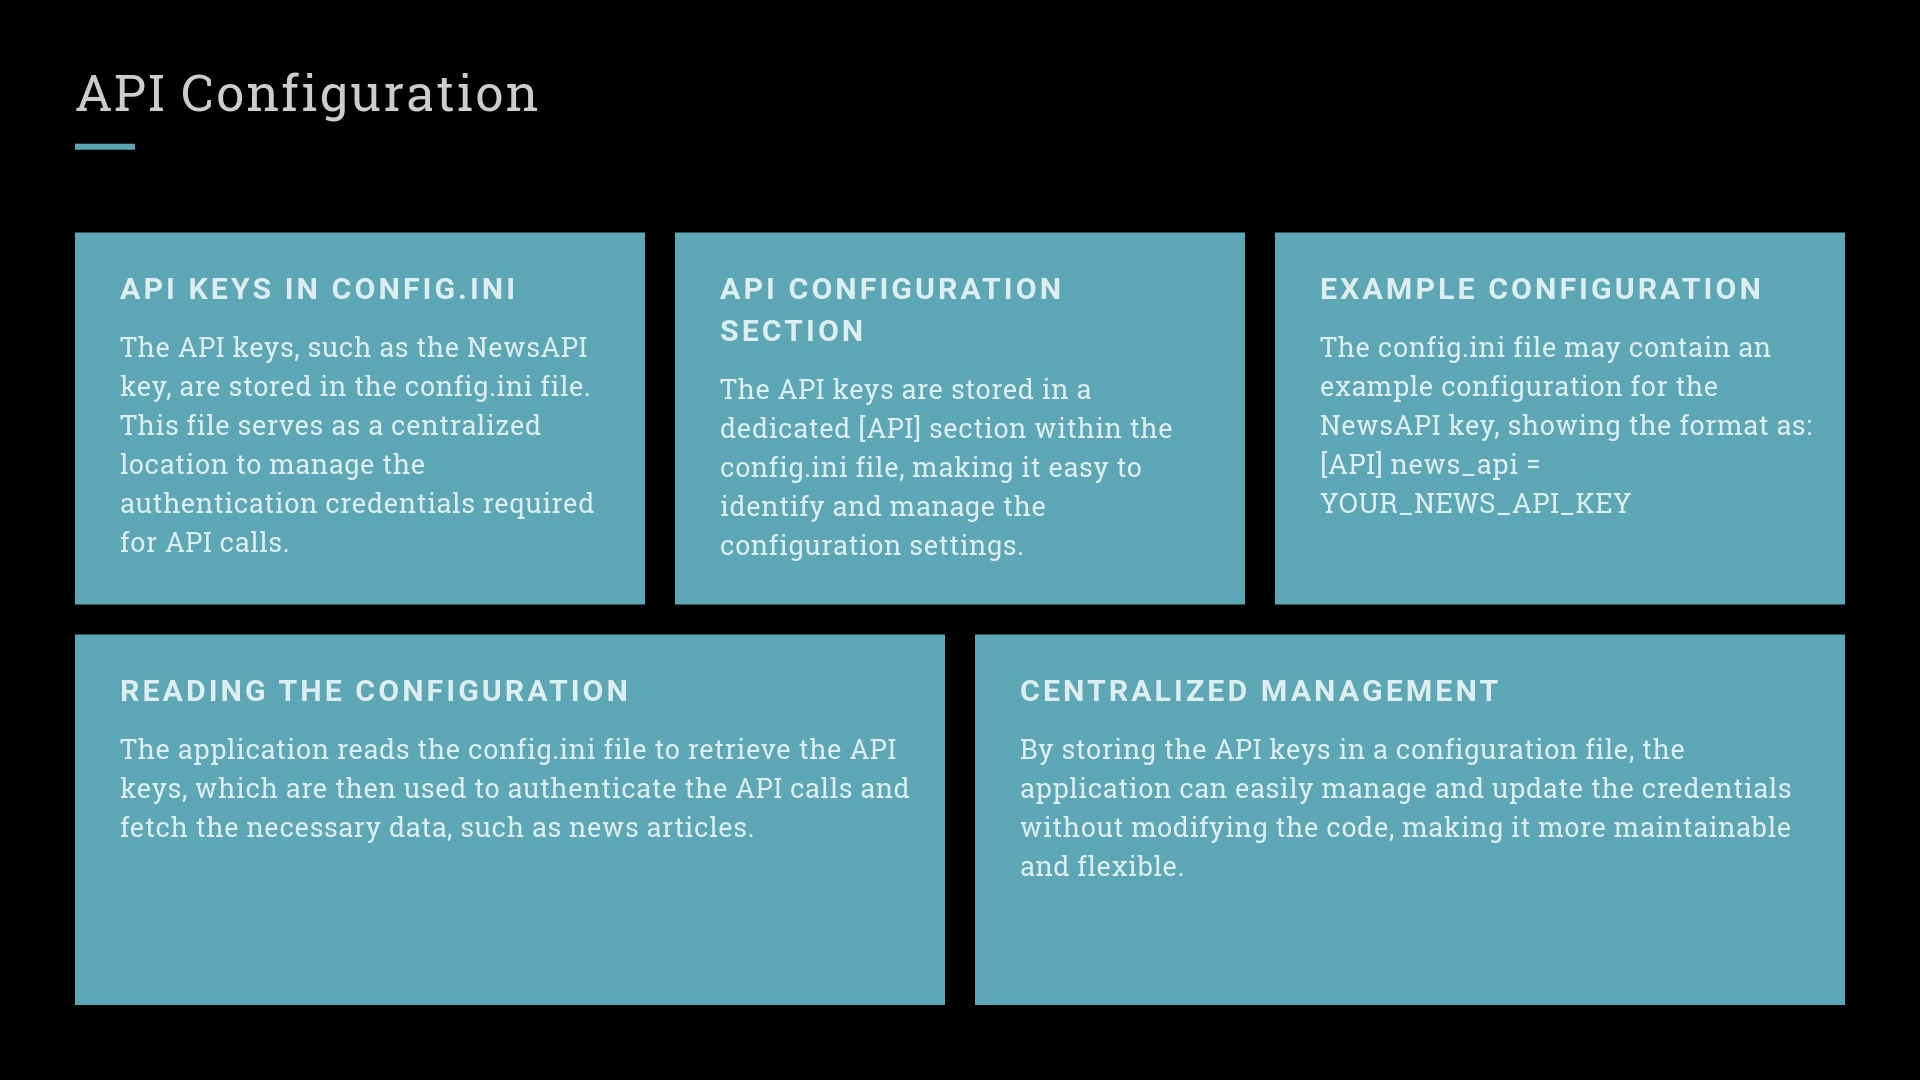 API Configuration
API KEYS IN CONFIG.INI
The API keys, such as the NewsAPI
key, are stored in the config.ini file.
This file serves as a centralized
location to manage the
authentication credentials required
for API calls.
API CONFIGURATION
SECTION
The API keys are stored in a
dedicated [API] section within the
config.ini file, making it easy to
identify and manage the
configuration settings.
EXAMPLE CONFIGURATION
The config.ini file may contain an
example configuration for the
NewsAPI key, showing the format as:
[API] news_api =
YOUR_NEWS_API_KEY
READING THE CONFIGURATION
The application reads the config.ini file to retrieve the API
keys, which are then used to authenticate the API calls and
fetch the necessary data, such as news articles.
CENTRALIZED MANAGEMENT
By storing the API keys in a configuration file, the
application can easily manage and update the credentials
without modifying the code, making it more maintainable
and flexible.